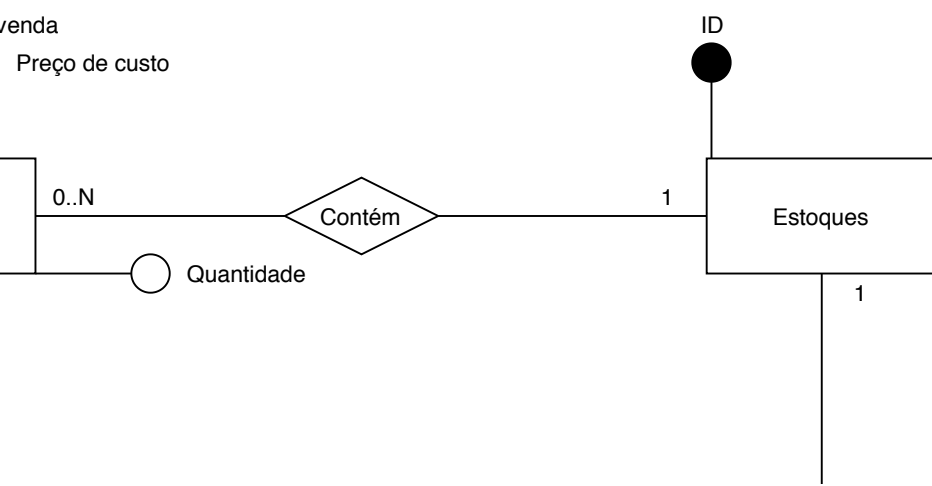 venda
ID
Preço de custo
0..N
Contém
1
Estoques
Quantidade
1